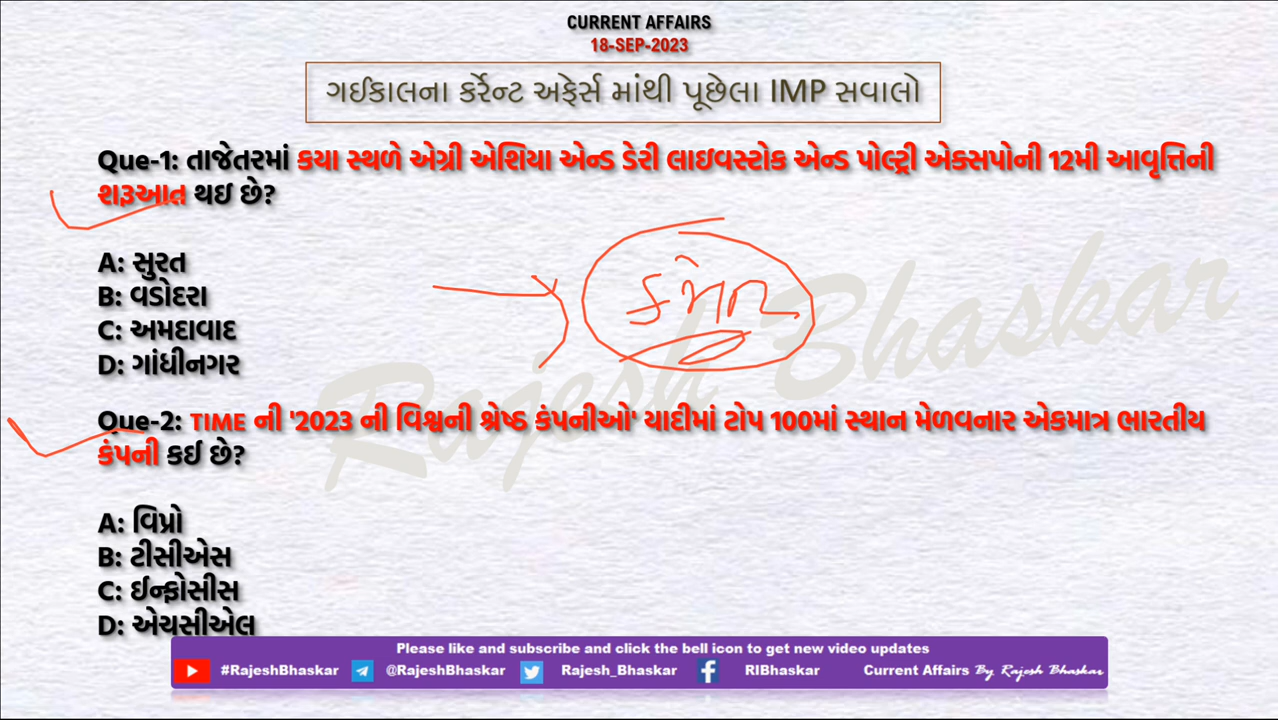 CURRENT AFFAIRS
18-SEP-2023
ગઈકાલના કર્રેન્ટ અફેર્સ માંથી પૂછેલા IMP સવાલો
Que-1: તાજેતરમાં કયા સ્થળે એગ્રી એશિયા એન્ડ ડેરી લાઇવસ્ટોક એન્ડ પોલ્ટ્રી એક્સપોની 12મી આવૃત્તિની
શરૂઆત થઇ છે?
A: સુરત
B: વડોદરા
C: અમદાવાદ
D: ગાંધીનગર
કમેન્ટ
Rajesh Bhaskar
Que-2: TIME ની '2023 ની વિશ્વની શ્રેષ્ઠ કંપનીઓ' યાદીમાં ટોપ 100માં સ્થાન મેળવનાર એકમાત્ર ભારતીય
કંપની કઈ છે?
A: વિપ્રો
B: ટીસીએસ
C: ઈન્ફોસીસ
D: એચસીએલ
Please like and subscribe and click the bell icon to get new video updates
#RajeshBhaskar @RajeshBhaskar Rajesh_Bhaskar RIBhaskar Current Affairs By Rajesh Bhaskar